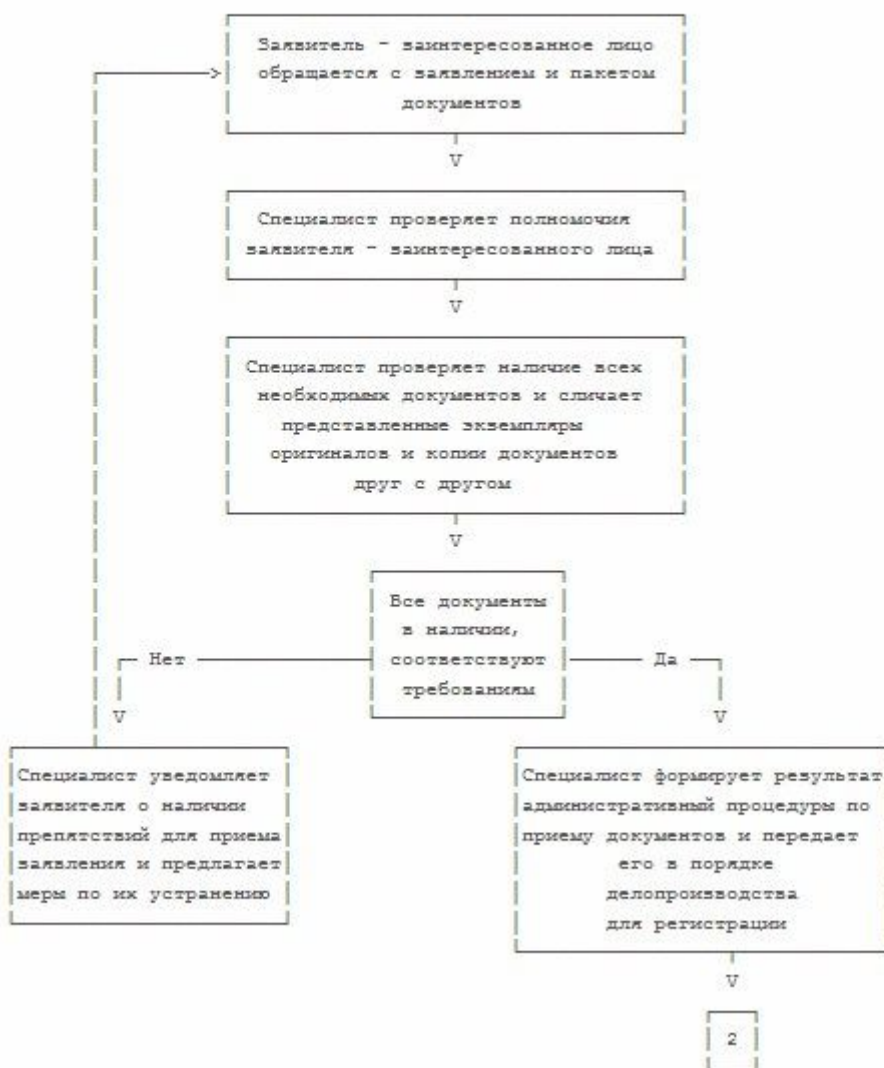 Заявитель - заинтересованное лицо
обращается с заявлением и пакетом
документов
V
Специалист проверяет полномочия
заявителя - заинтересованного лица
V
Специалист проверяет наличие всех
необходимых документов и сличает
представленные экземпляры
оригиналов и копии документов
друг с другом
V
Все документы
в наличии,
Нет соответствуют Да
требованиям
V V
Специалист уведомляет
заявителя о наличии
препятствий для приема
заявления и предлагает
меры по их устранению
Специалист формирует результат
административный процедуры по
приему документов и передает
его в порядке
делопроизводства
для регистрации
V
2